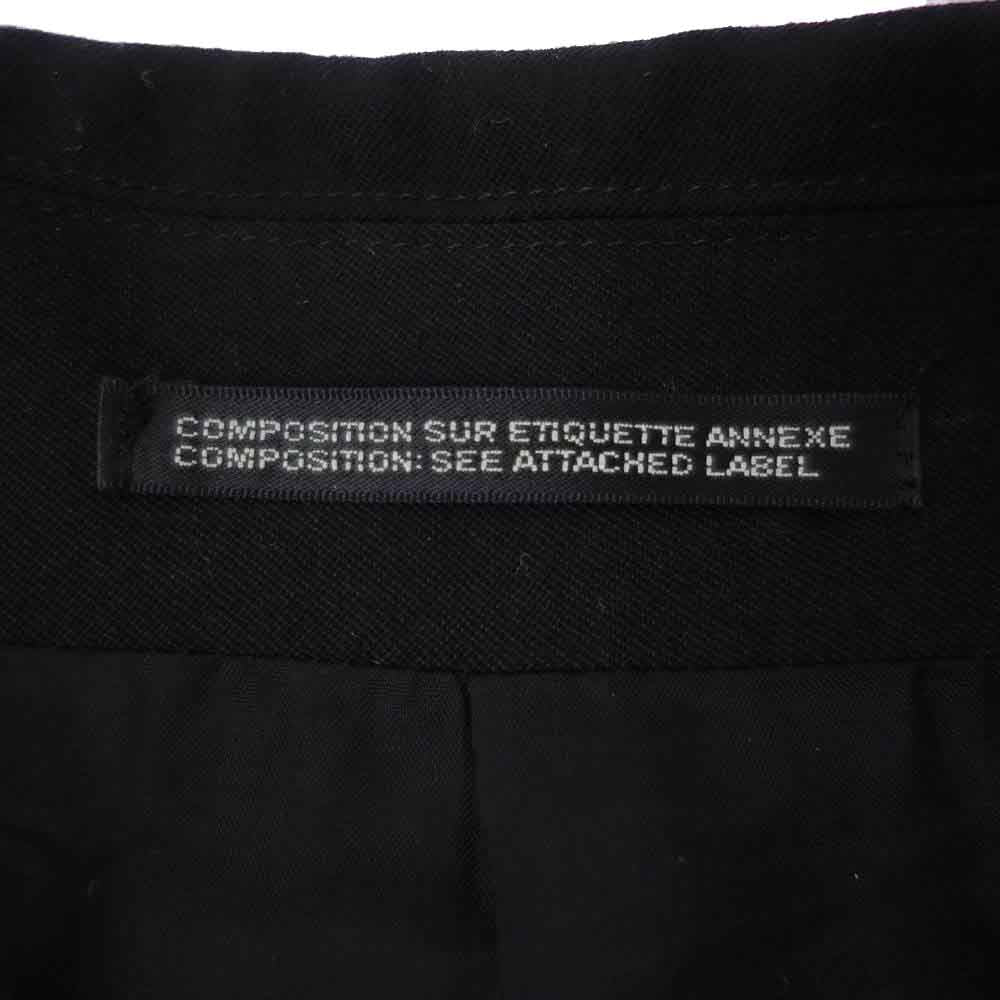 COMPOSITION SUR ETIQUETTE ANNEXE
COMPOSITION: SEE ATTACHED LABEL